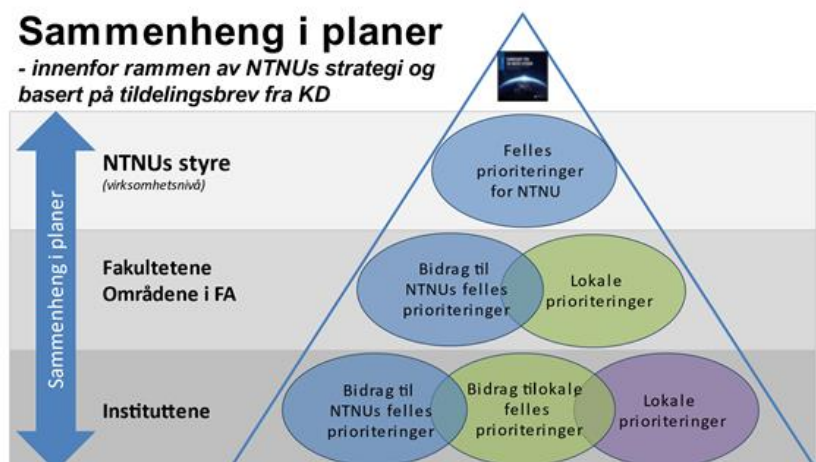 Sammenheng i planer
- innenfor rammen av NTNUs strategi og
basert på tildelingsbrev fra KD
Sammenheng i planer
NTNUs styre
(virksomhetsnivå)
Felles
prioriteringer
for NTNU
Fakultetene
Områdene i FA
Bidrag til
NTNUs felles
prioriteringer
Lokale
prioriteringer
Instituttene
Bidrag til
NTNUs felles
prioriteringer
Bidrag tilokale
felles
prioriteringer
Lokale
prioriteringer